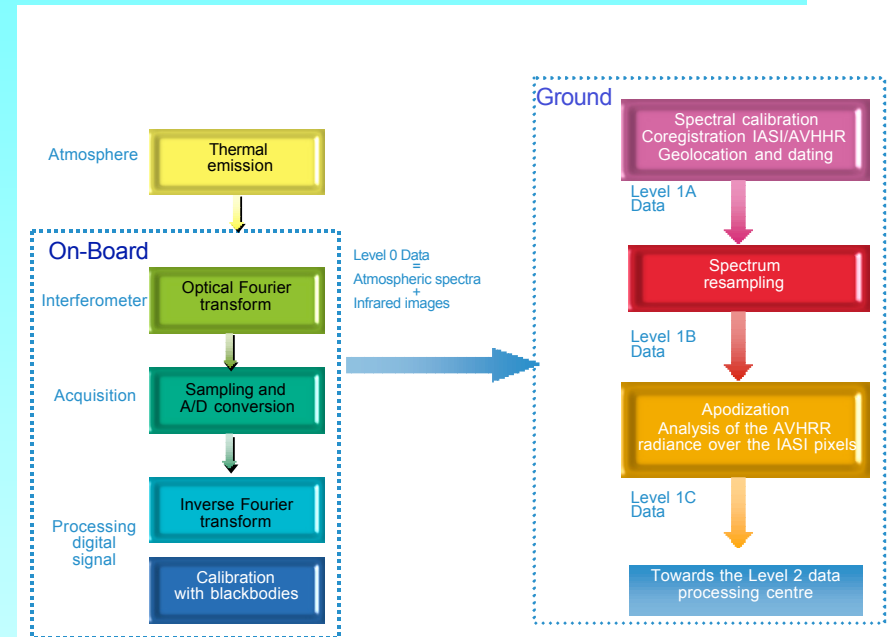 Atmosphere
Thermal
emission
On-Board
Interferometer
Optical Fourier
transform
Acquisition
Sampling and
A/D conversion
Processing
digital
signal
Inverse Fourier
transform
Calibration
with blackbodies
Level 0 Data
=
Atmospheric spectra
+
Infrared images
Ground
Spectral calibration
Coregistration IASI/AVHHR
Geolocation and dating
Level 1A
Data
Spectrum
resampling
Level 1B
Data
Apodization
Analysis of the AVHRR
radiance over the IASI pixels
Level 1C
Data
Towards the Level 2 data
processing centre